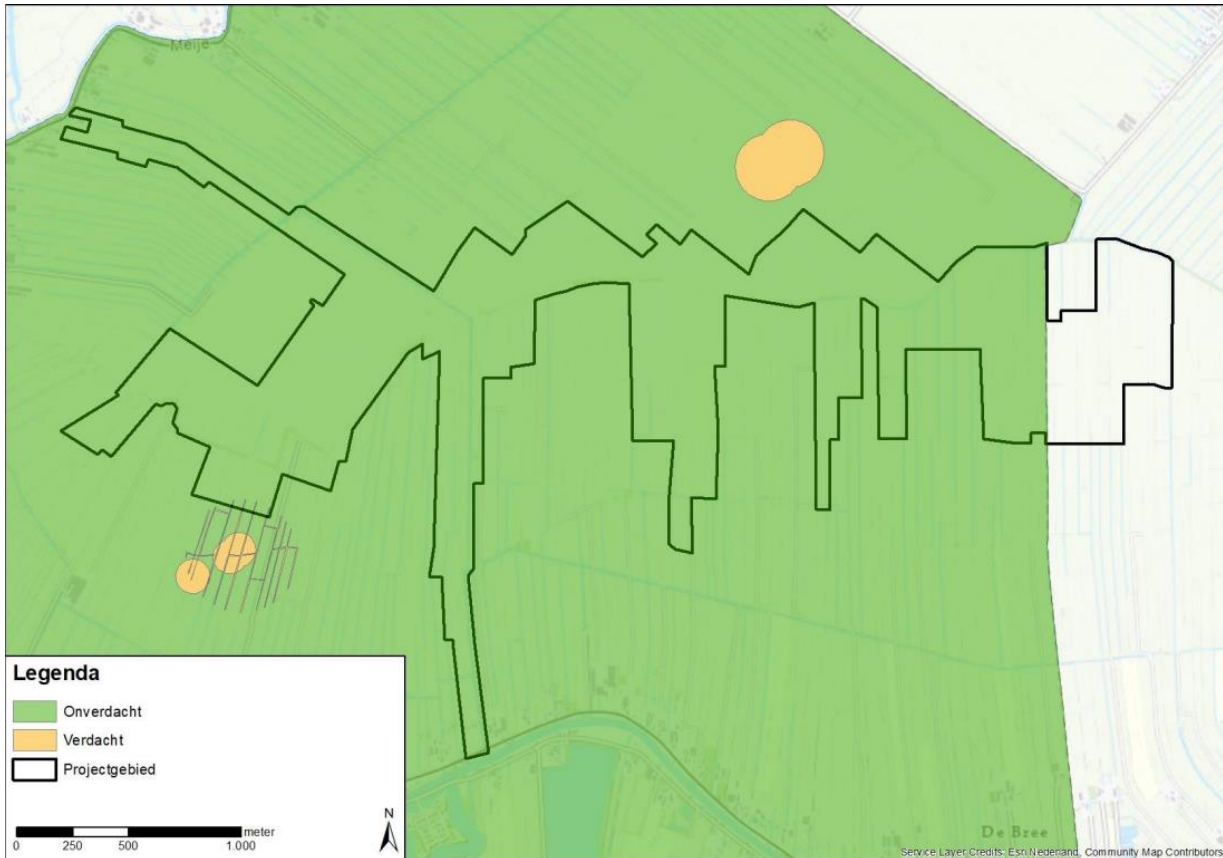 Meije
Legenda
Onverdacht
Verdacht
Projectgebied
meter
0 250 500 1.000
N
De Bree
Service Layer Credits: Esri Nederland, Community Map Contributors